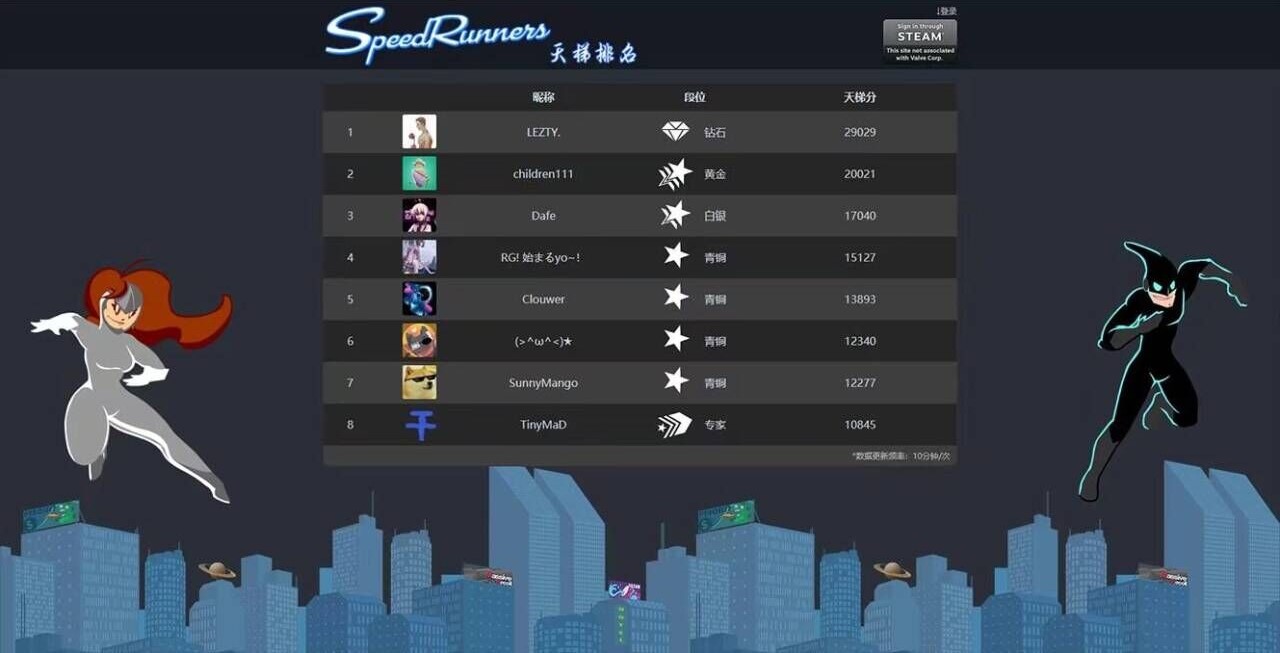 SpeedRunners
天梯排名
登录
Sign in through
STEAM
This site not associated
with Valve Corp.
昵称 段位 天梯分
1 LEZTY. 钻石 29029
2 children111 黄金 20021
3 Dafe 白银 17040
4 RG! 始まるyo~! 青铜 15127
5 Clouwer 青铜 13893
6 (>^ω^<)★ 青铜 12340
7 SunnyMango 青铜 12277
8 TinyMaD 专家 10845
*数据更新频率：10分钟/次